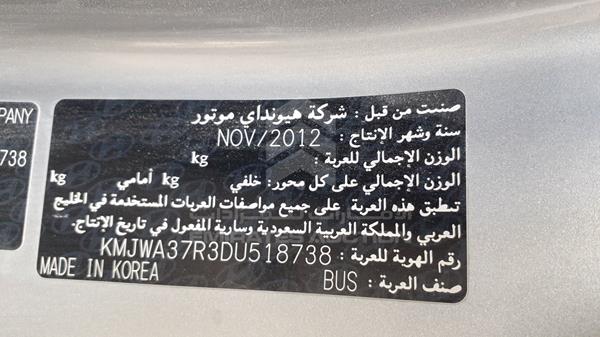 PANY
738
صنعت من قبل : شركة هيونداي موتور
سنة وشهر الإنتاج : NOV/2012
الوزن الإجمالي للعربة : kg
الوزن الإجمالي على كل محور: خلفي kg أمامي kg
تنطبق هذه العربة على جميع مواصفات العربات المستخدمة في الخليج
العربي والمملكة العربية السعودية وسارية المفعول في تاريخ الإنتاج.
رقم الهوية للعربة : KMJWA37R3DU518738
صنف العربة : BUS MADE IN KOREA